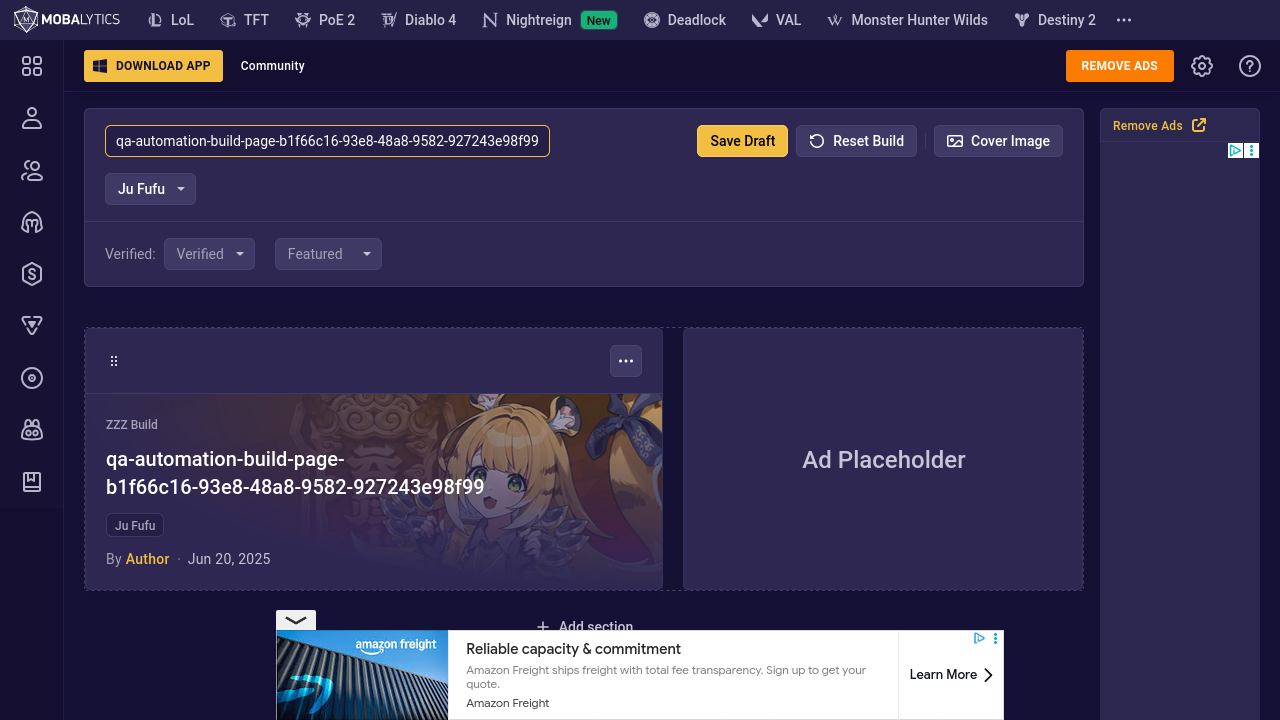 MOBALYTICS
LoL
TFT
PoE 2
Diablo 4
Nightreign
New
Deadlock
VAL
Monster Hunter Wilds
Destiny 2
DOWNLOAD APP
Community
REMOVE ADS
qa-automation-build-page-b1f66c16-93e8-48a8-9582-927243e98f99
Save Draft
Reset Build
Cover Image
Remove Ads
Ju Fufu
Verified:
Verified
Featured
ZZZ Build
qa-automation-build-page-
b1f66c16-93e8-48a8-9582-927243e98f99
Ju Fufu
By Author · Jun 20, 2025
Ad Placeholder
Add section
amazon freight
Reliable capacity & commitment
Amazon Freight ships freight with total fee transparency. Sign up to get your
quote.
Amazon Freight
Learn More